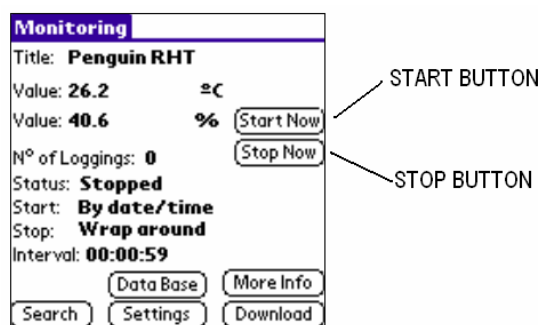 Monitoring
Title: Penguin RHT
Value: 26.2 ºC
Value: 40.6 % Start Now
Nº of Loggings: 0 Stop Now
Status: Stopped
Start: By date/time
Stop: Wrap around
Interval: 00:00:59
Data Base More Info
Search Settings Download
START BUTTON
STOP BUTTON